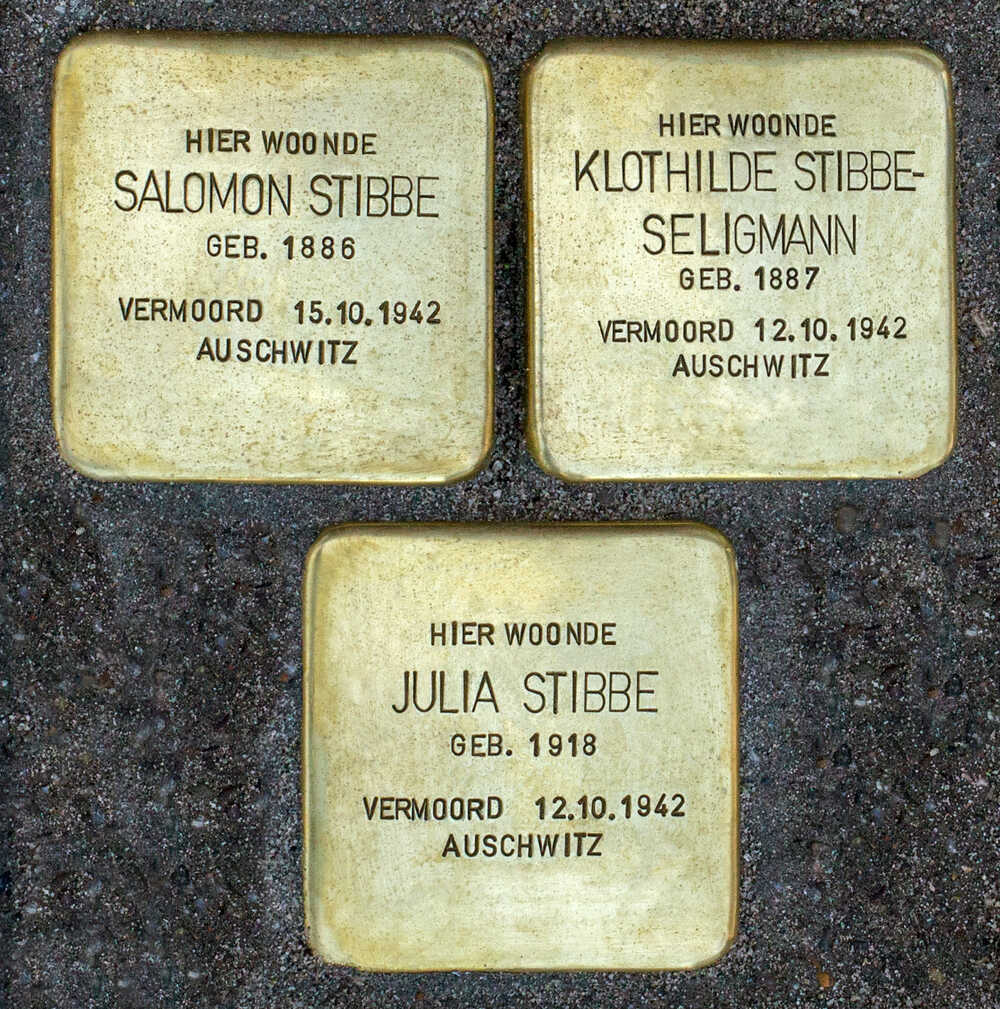 HIER WOONDE
SALOMON STIBBE
GEB. 1886
VERMOORD 15.10.1942
AUSCHWITZ
HIER WOONDE
KLOTHILDE STIBBE-
SELIGMANN
GEB. 1887
VERMOORD 12.10.1942
AUSCHWITZ
HIER WOONDE
JULIA STIBBE
GEB. 1918
VERMOORD 12.10.1942
AUSCHWITZ